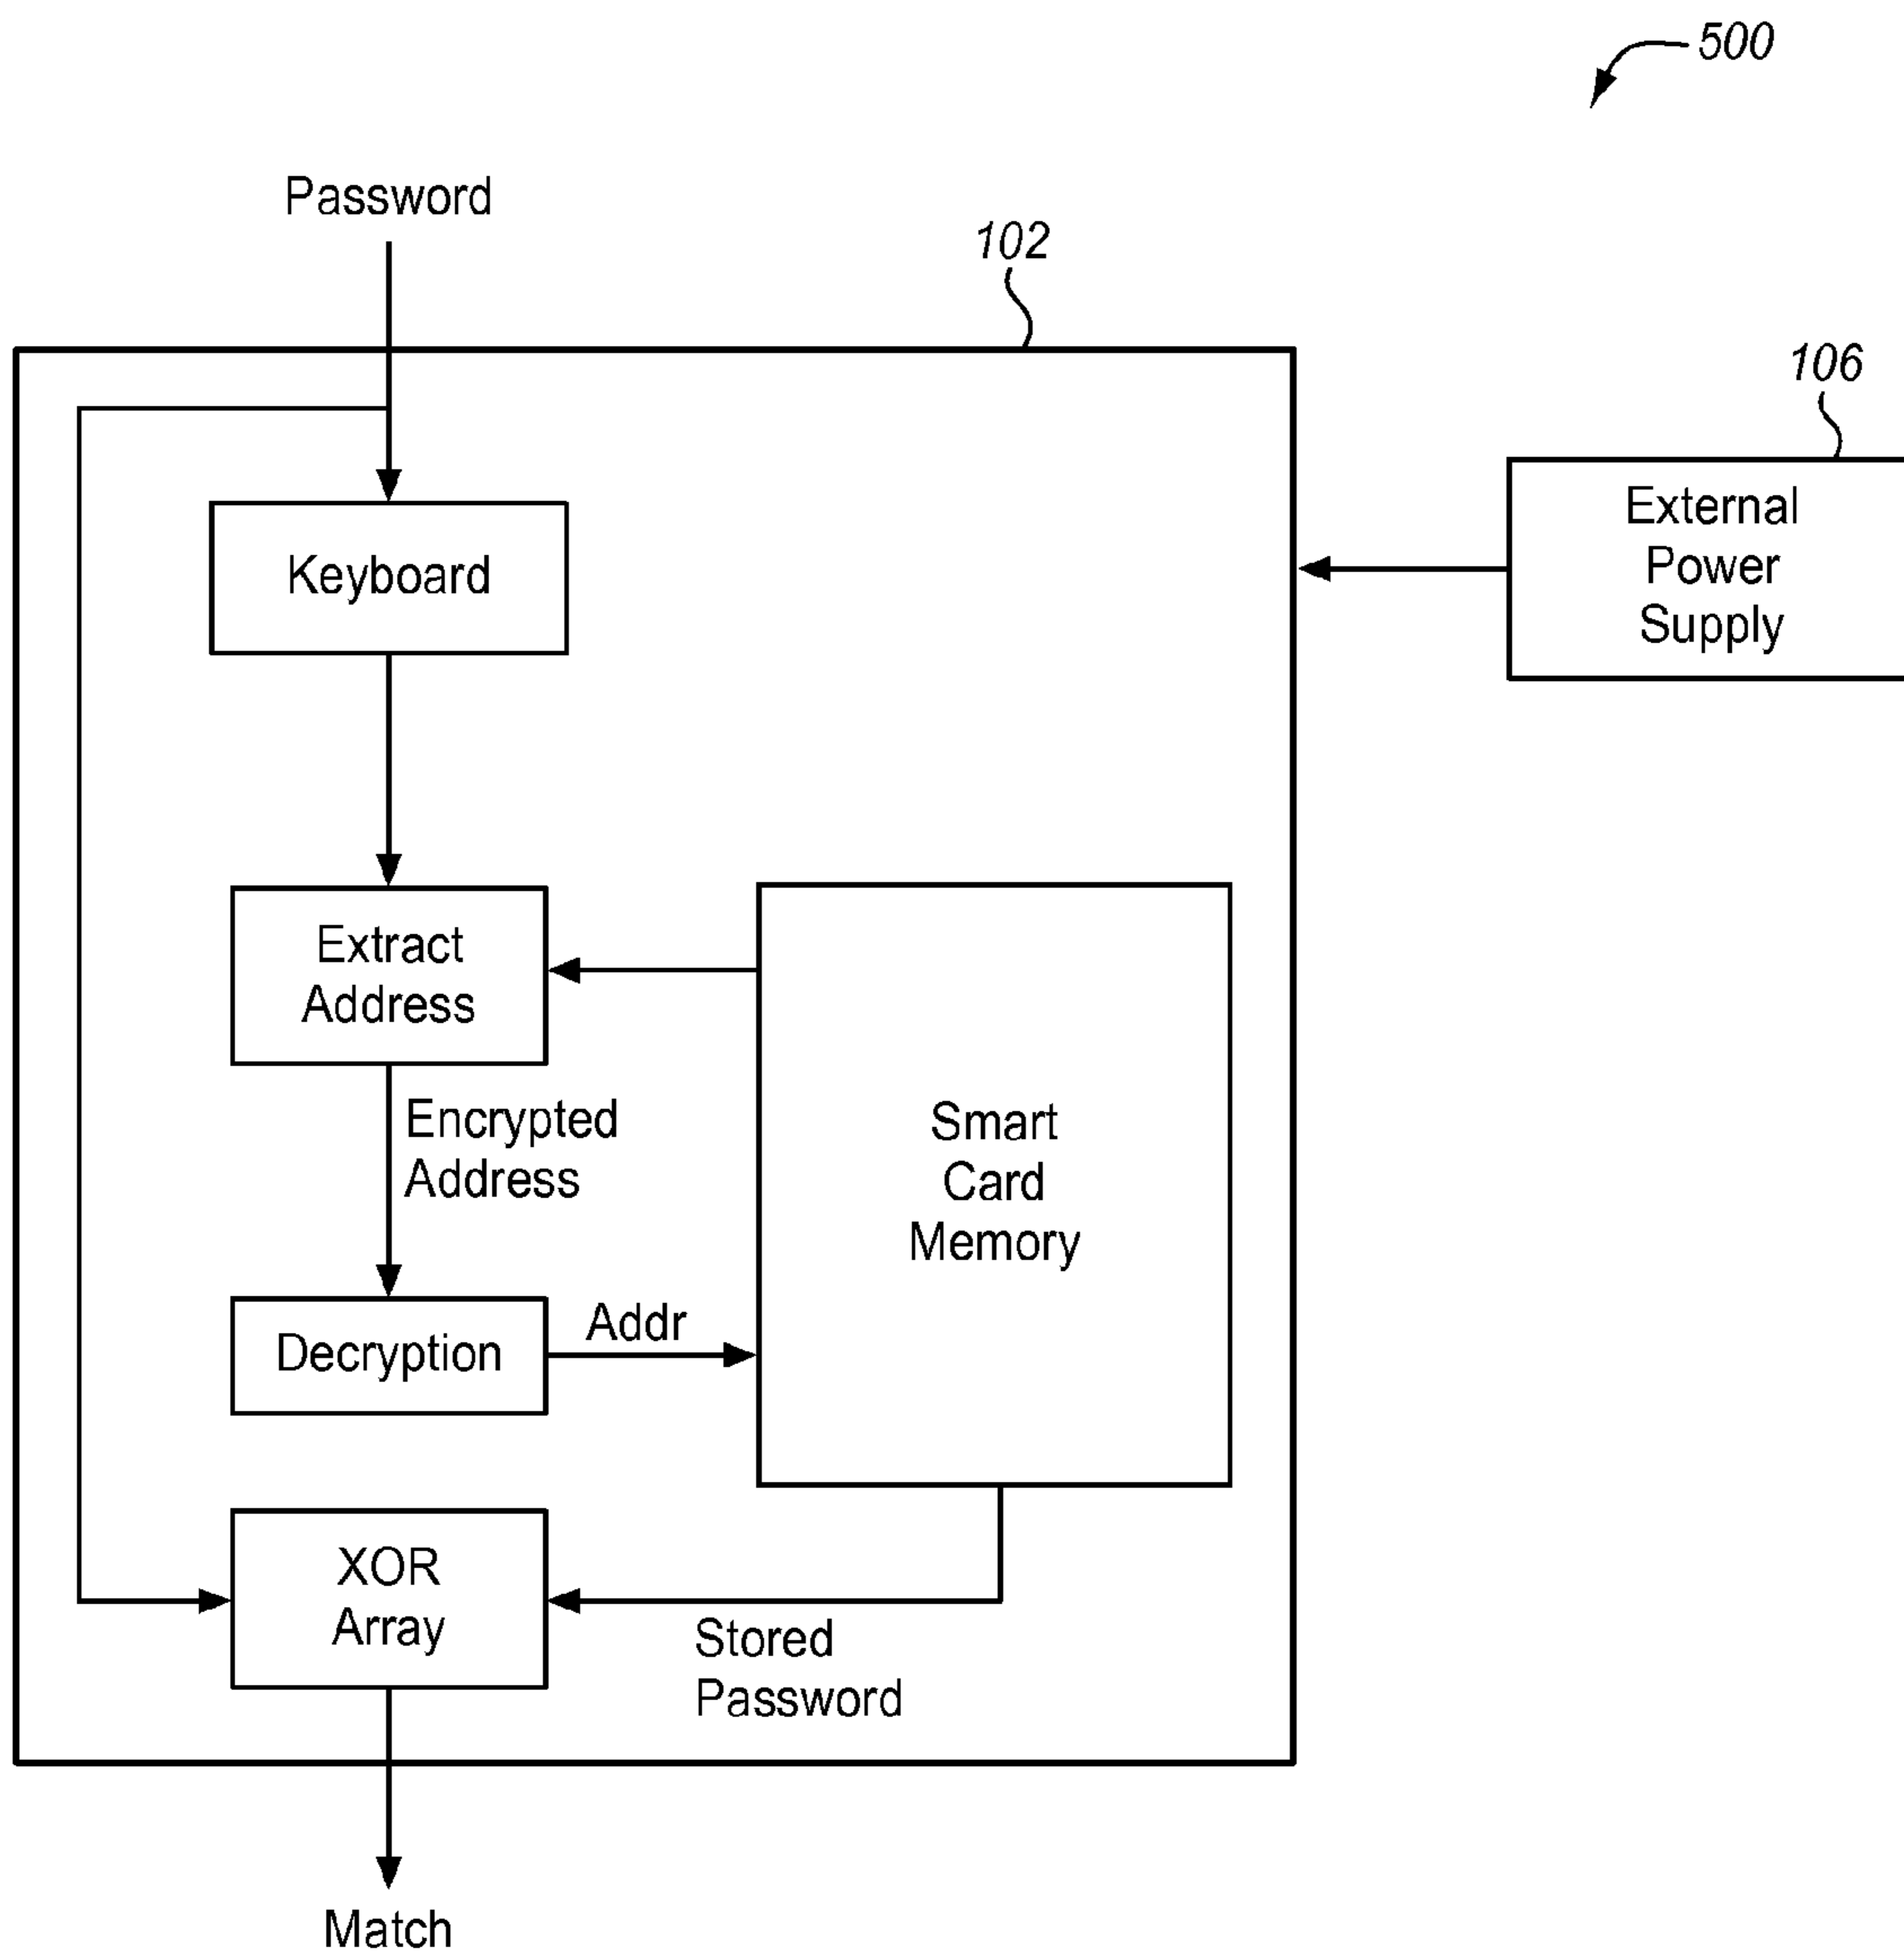 500
Password
102
106
External
Power
Supply
Keyboard
Extract
Address
Encrypted
Address
Smart
Card
Memory
Decryption
Addr
XOR
Array
Stored
Password
Match